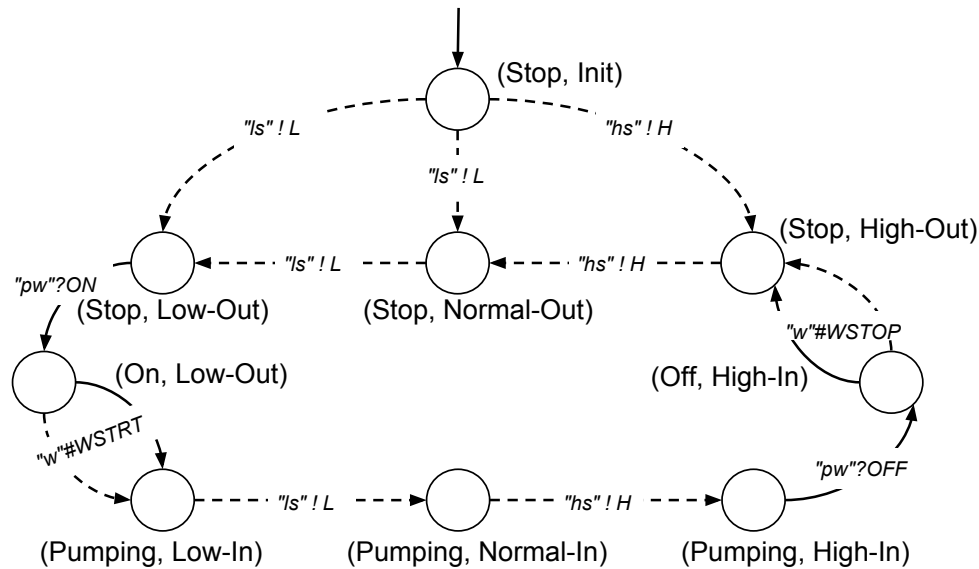 (Stop, Init)
"ls" ! L
"hs" ! H
"ls" ! L
(Stop, High-Out)
"ls" ! L
"hs" ! H
"pw"?ON
(Stop, Low-Out)
(Stop, Normal-Out)
"w"#WSTOP
(On, Low-Out)
(Off, High-In)
"w"#WSTRT
"pw"?OFF
"ls" ! L
"hs" ! H
(Pumping, Low-In)
(Pumping, Normal-In)
(Pumping, High-In)